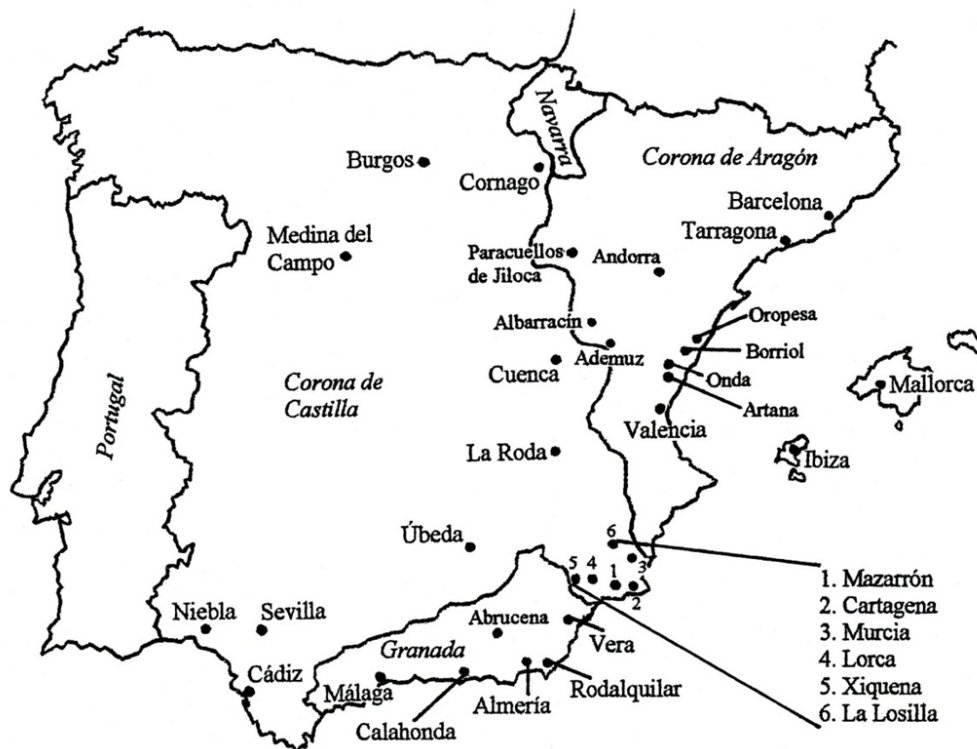 Navarra
Burgos
Cornago
Corona de Aragón
Barcelona
Tarragona
Medina del
Campo
Paracuellos
de Jiloca
Andorra
Albarracín
Ademuz
Cuenca
Oropesa
Borriol
Onda
Artana
Mallorca
Corona de
Castilla
Portugal
Valencia
La Roda
Ibiza
Úbeda
6
5
4
1
3
2
1. Mazarrón
2. Cartagena
3. Murcia
4. Lorca
5. Xiquena
6. La Losilla
Niebla
Sevilla
Abrucena
Vera
Granada
Cádiz
Málaga
Calahonda
Almería
Rodalquilar